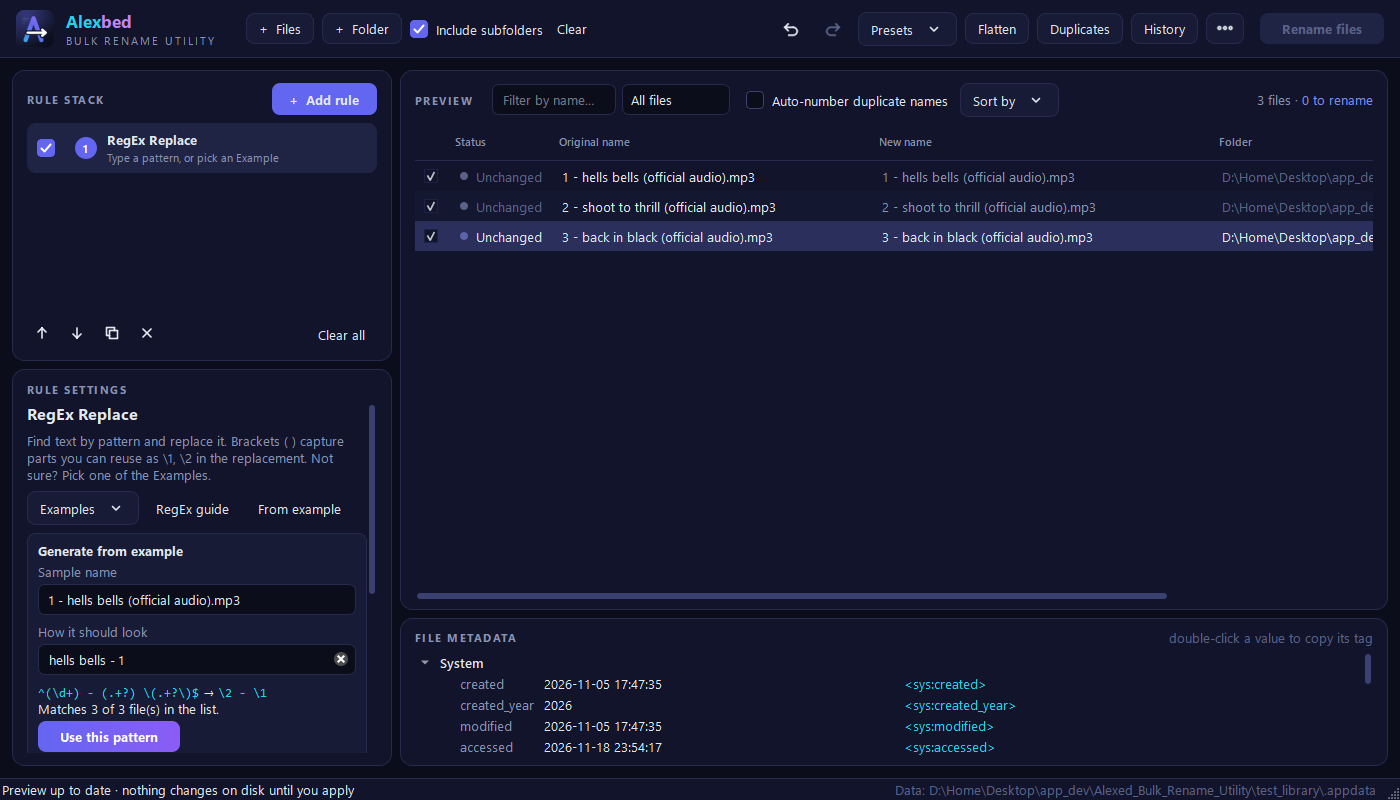 Alexbed
BULK RENAME UTILITY
+ Files
+ Folder
Include subfolders
Clear
Presets
Flatten
Duplicates
History
•••
Rename files
RULE STACK
+ Add rule
1
RegEx Replace
Type a pattern, or pick an Example
Clear all
RULE SETTINGS
RegEx Replace
Find text by pattern and replace it. Brackets ( ) capture
parts you can reuse as \1, \2 in the replacement. Not
sure? Pick one of the Examples.
Examples
RegEx guide
From example
Generate from example
Sample name
1 - hells bells (official audio).mp3
How it should look
hells bells - 1
^(\d+) - (.+?) \(.+?\)$ → \2 - \1
Matches 3 of 3 file(s) in the list.
Use this pattern
PREVIEW
Filter by name...
All files
Auto-number duplicate names
Sort by
3 files · 0 to rename
Status Original name New name Folder
Unchanged 1 - hells bells (official audio).mp3 1 - hells bells (official audio).mp3 D:\Home\Desktop\app_de
Unchanged 2 - shoot to thrill (official audio).mp3 2 - shoot to thrill (official audio).mp3 D:\Home\Desktop\app_de
Unchanged 3 - back in black (official audio).mp3 3 - back in black (official audio).mp3 D:\Home\Desktop\app_de
FILE METADATA
double-click a value to copy its tag
System
created 2026-11-05 17:47:35 <sys:created>
created_year 2026 <sys:created_year>
modified 2026-11-05 17:47:35 <sys:modified>
accessed 2026-11-18 23:54:17 <sys:accessed>
Preview up to date · nothing changes on disk until you apply
Data: D:\Home\Desktop\app_dev\Alexed_Bulk_Rename_Utility\test_library\.appdata